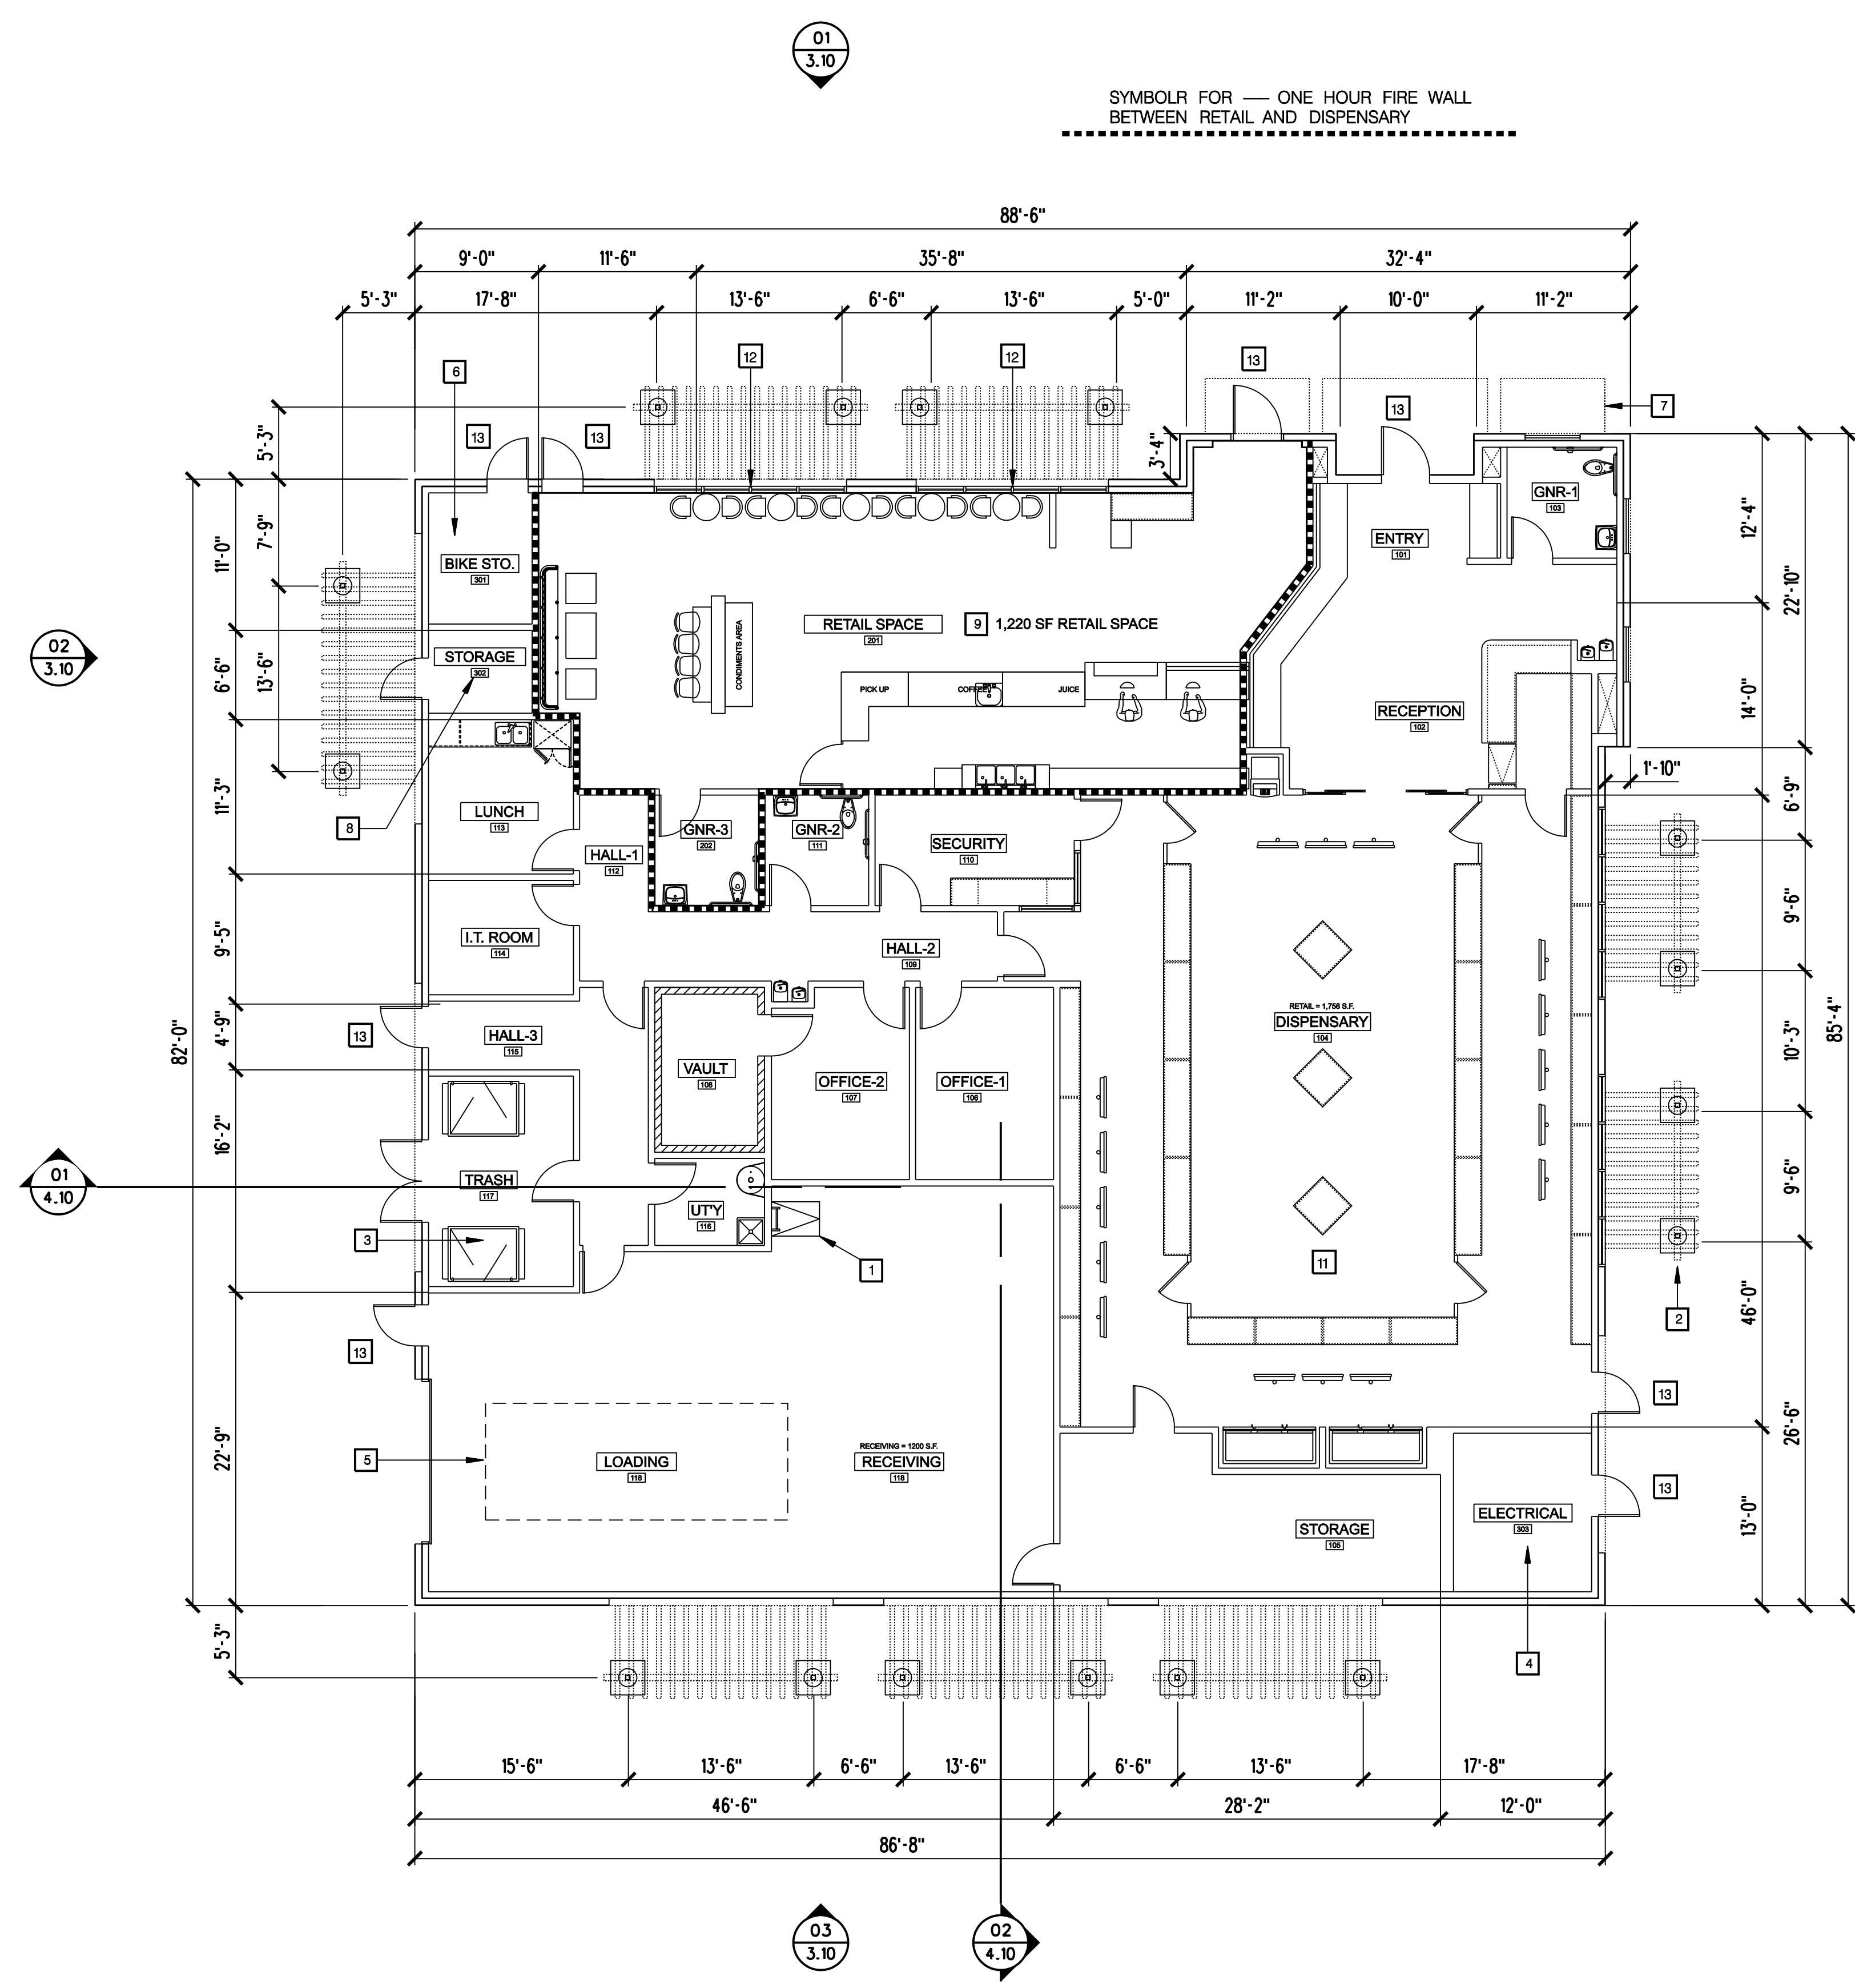 01
3.10
SYMBOLR FOR — ONE HOUR FIRE WALL
BETWEEN RETAIL AND DISPENSARY
88'-6"
9'-0" 11'-6" 35'-8" 32'-4"
5'-3" 17'-8" 13'-6" 6'-6" 13'-6" 5'-0" 11'-2" 10'-0" 11'-2"
12 12 13
6
13 7
13 13
5'-3"
3'-4"
GNR-1
103
12'-4"
7'-9"
11'-0"
ENTRY
101
BIKE STO.
301
22'-10"
RETAIL SPACE
201
9 1,220 SF RETAIL SPACE
02
3.10
STORAGE
302
CONDIMENTS AREA
6'-6"
13'-6"
PICK UP COFFEE JUICE
RECEPTION
102
14'-0"
1'-10"
6'-9"
11'-3"
LUNCH
113
8
GNR-3
202
GNR-2
111
SECURITY
110
HALL-1
112
9'-6"
9'-5"
I.T. ROOM
114
HALL-2
109
82'-0"
4'-9"
13
HALL-3
115
RETAIL = 1,756 S.F.
DISPENSARY
104
10'-3"
85'-4"
VAULT
108
OFFICE-2
107
OFFICE-1
106
16'-2"
01
4.10
TRASH
117
9'-6"
UT'Y
116
3
1
11
46'-0"
2
13
13
22'-9"
5
LOADING
118
RECEIVING = 1200 S.F.
RECEIVING
118
26'-6"
13
ELECTRICAL
303
STORAGE
105
13'-0"
5'-3"
4
15'-6" 13'-6" 6'-6" 13'-6" 6'-6" 13'-6" 17'-8"
46'-6" 28'-2" 12'-0"
86'-8"
03
3.10
02
4.10